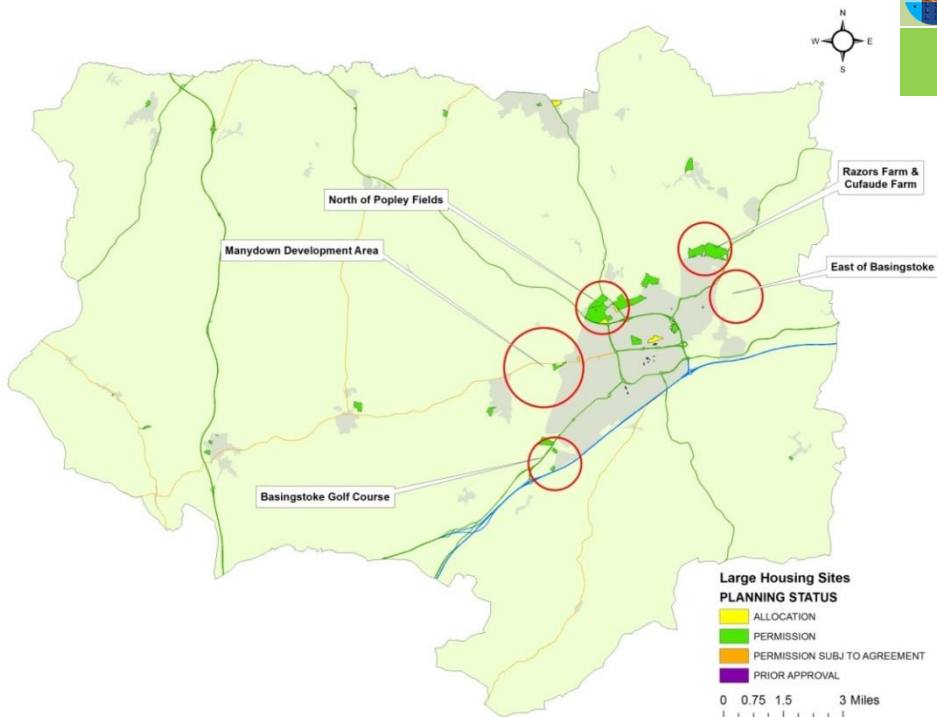 N
W E
S
Razors Farm &
Cufaude Farm
North of Popley Fields
Manydown Development Area
East of Basingstoke
Basingstoke Golf Course
Large Housing Sites
PLANNING STATUS
ALLOCATION
PERMISSION
PERMISSION SUBJ TO AGREEMENT
PRIOR APPROVAL
0 0.75 1.5 3 Miles